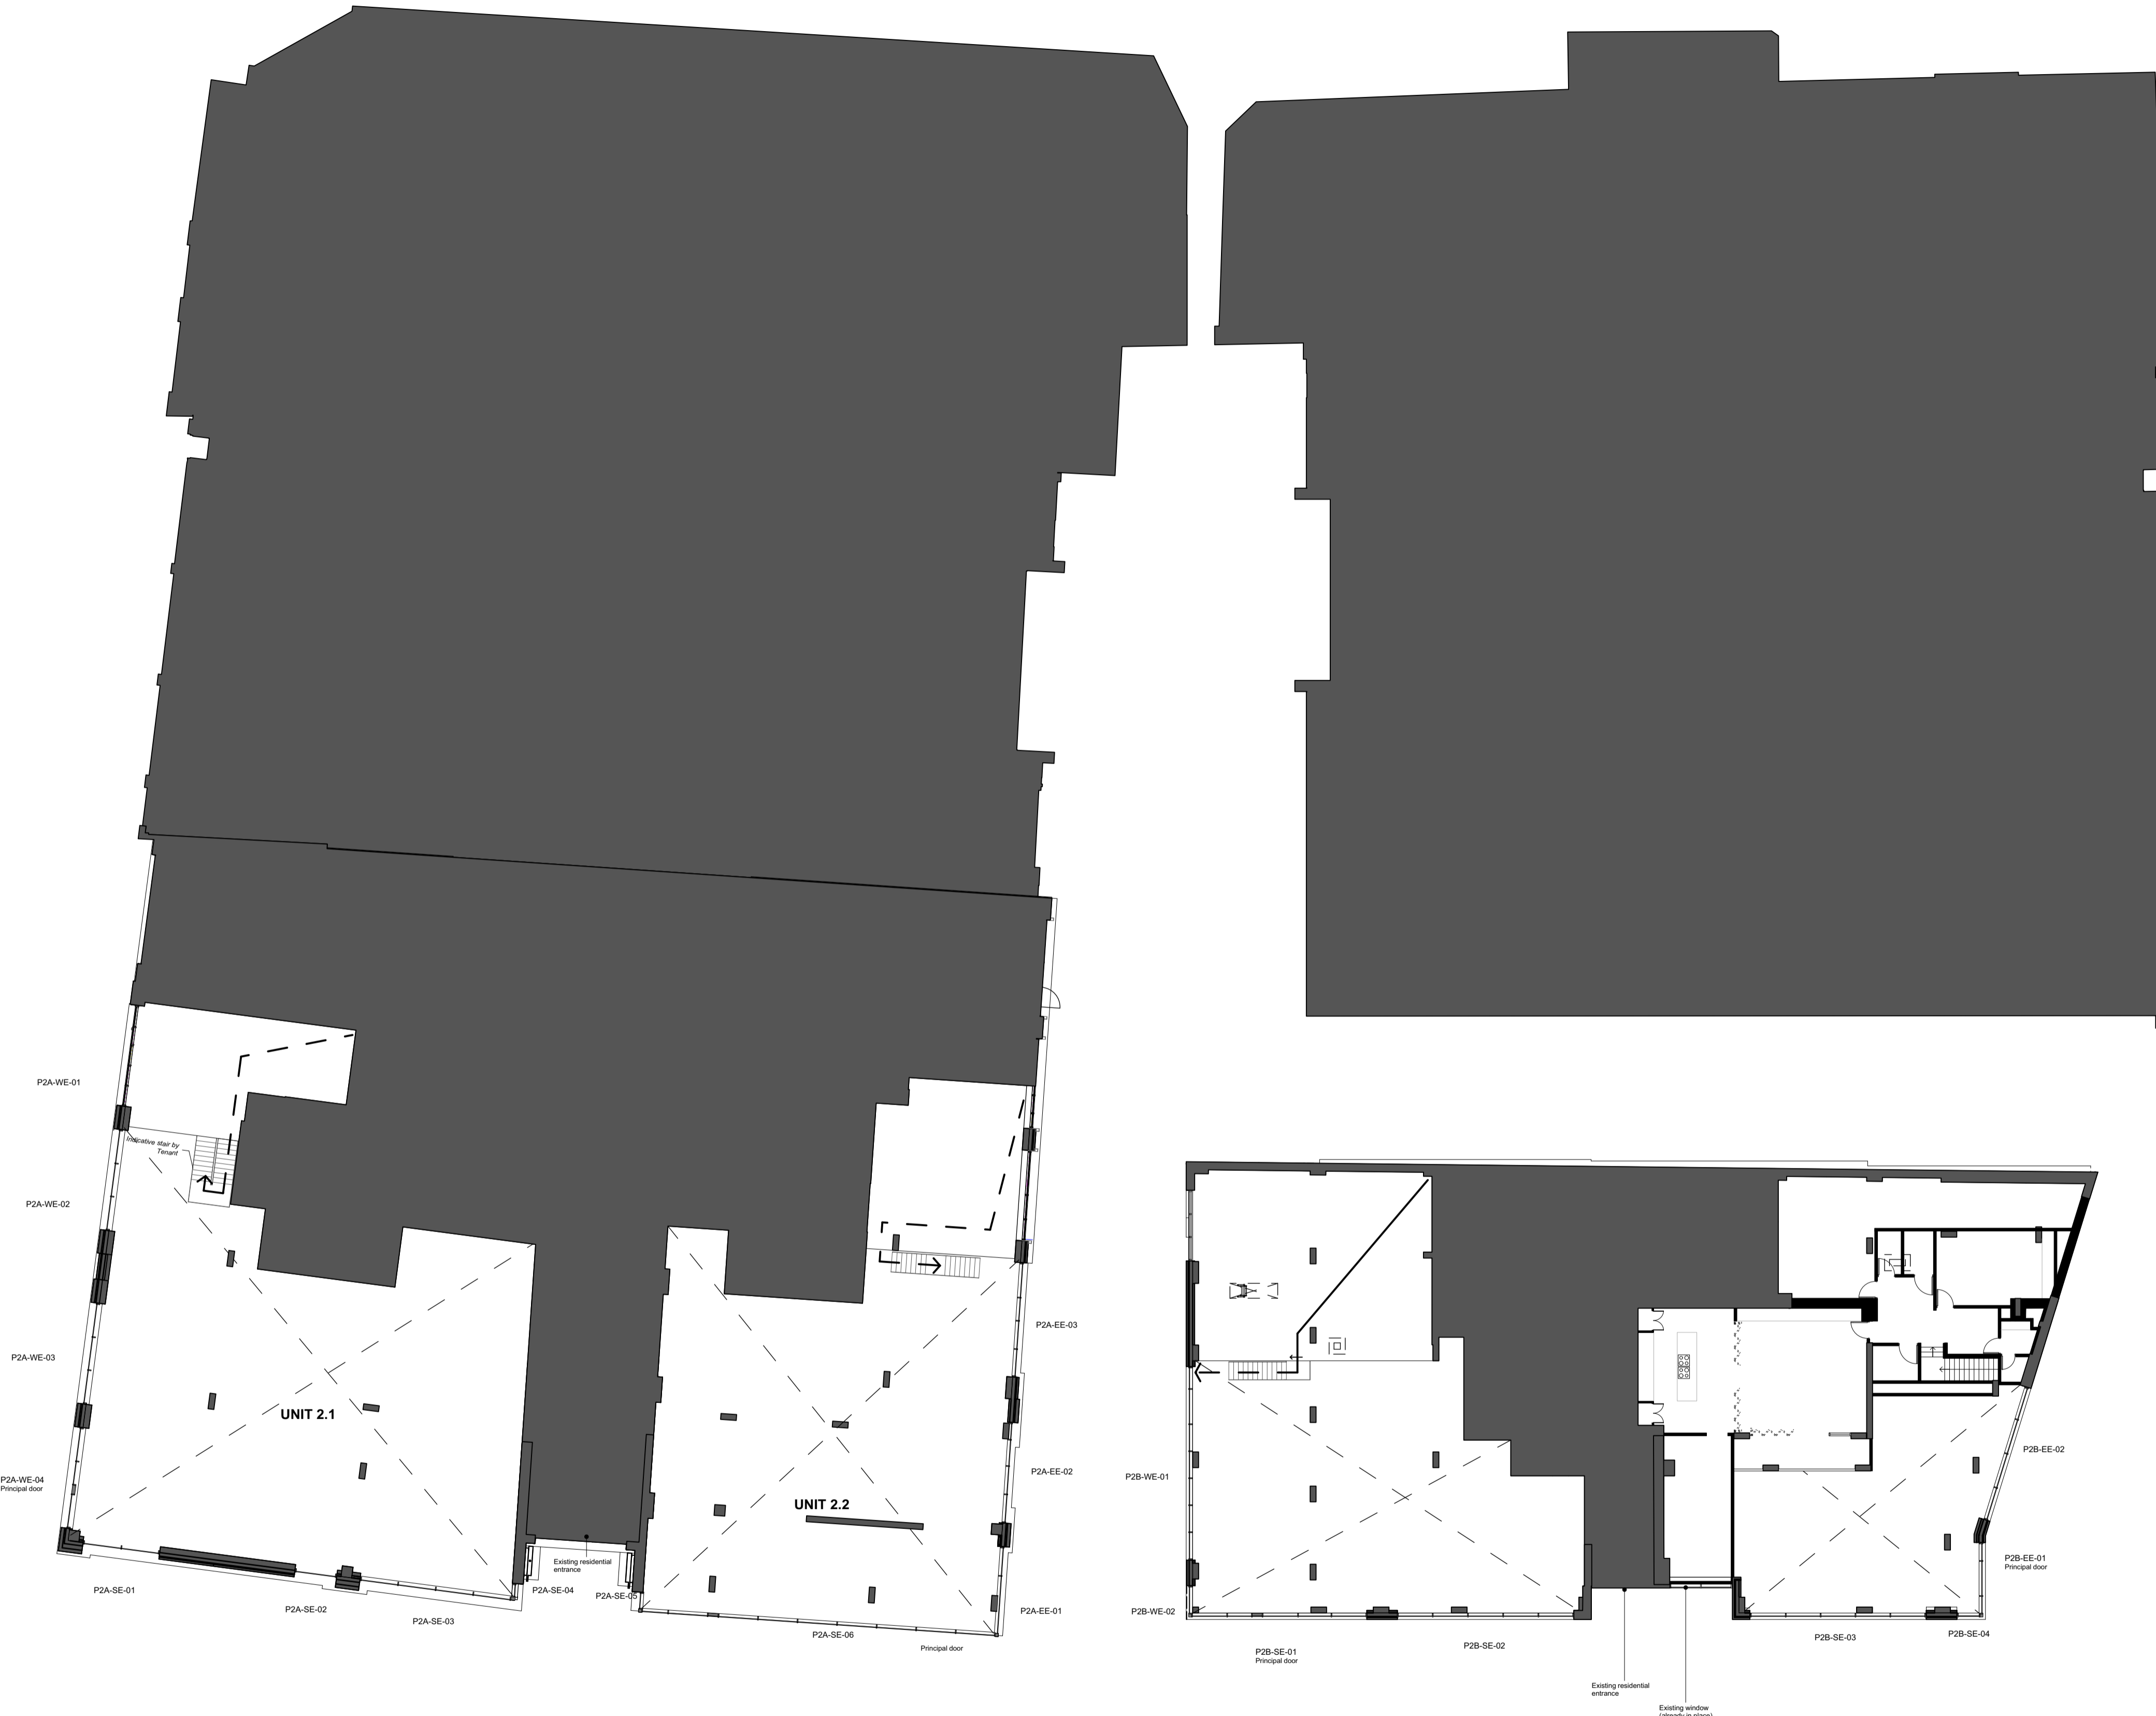 P2A-WE-01
Indicative stair by
Tenant
P2A-WE-02
P2A-WE-03
P2A-WE-04
Principal door
UNIT 2.1
P2A-SE-01
P2A-SE-02
P2A-SE-03
Existing residential
entrance
P2A-SE-04
P2A-SE-05
UNIT 2.2
P2A-EE-03
P2A-EE-02
P2A-EE-01
P2A-SE-06
Principal door
P2B-WE-01
P2B-WE-02
P2B-SE-01
Principal door
P2B-SE-02
Existing residential
entrance
Existing window
(already in place)
P2B-SE-03
P2B-SE-04
P2B-EE-02
P2B-EE-01
Principal door